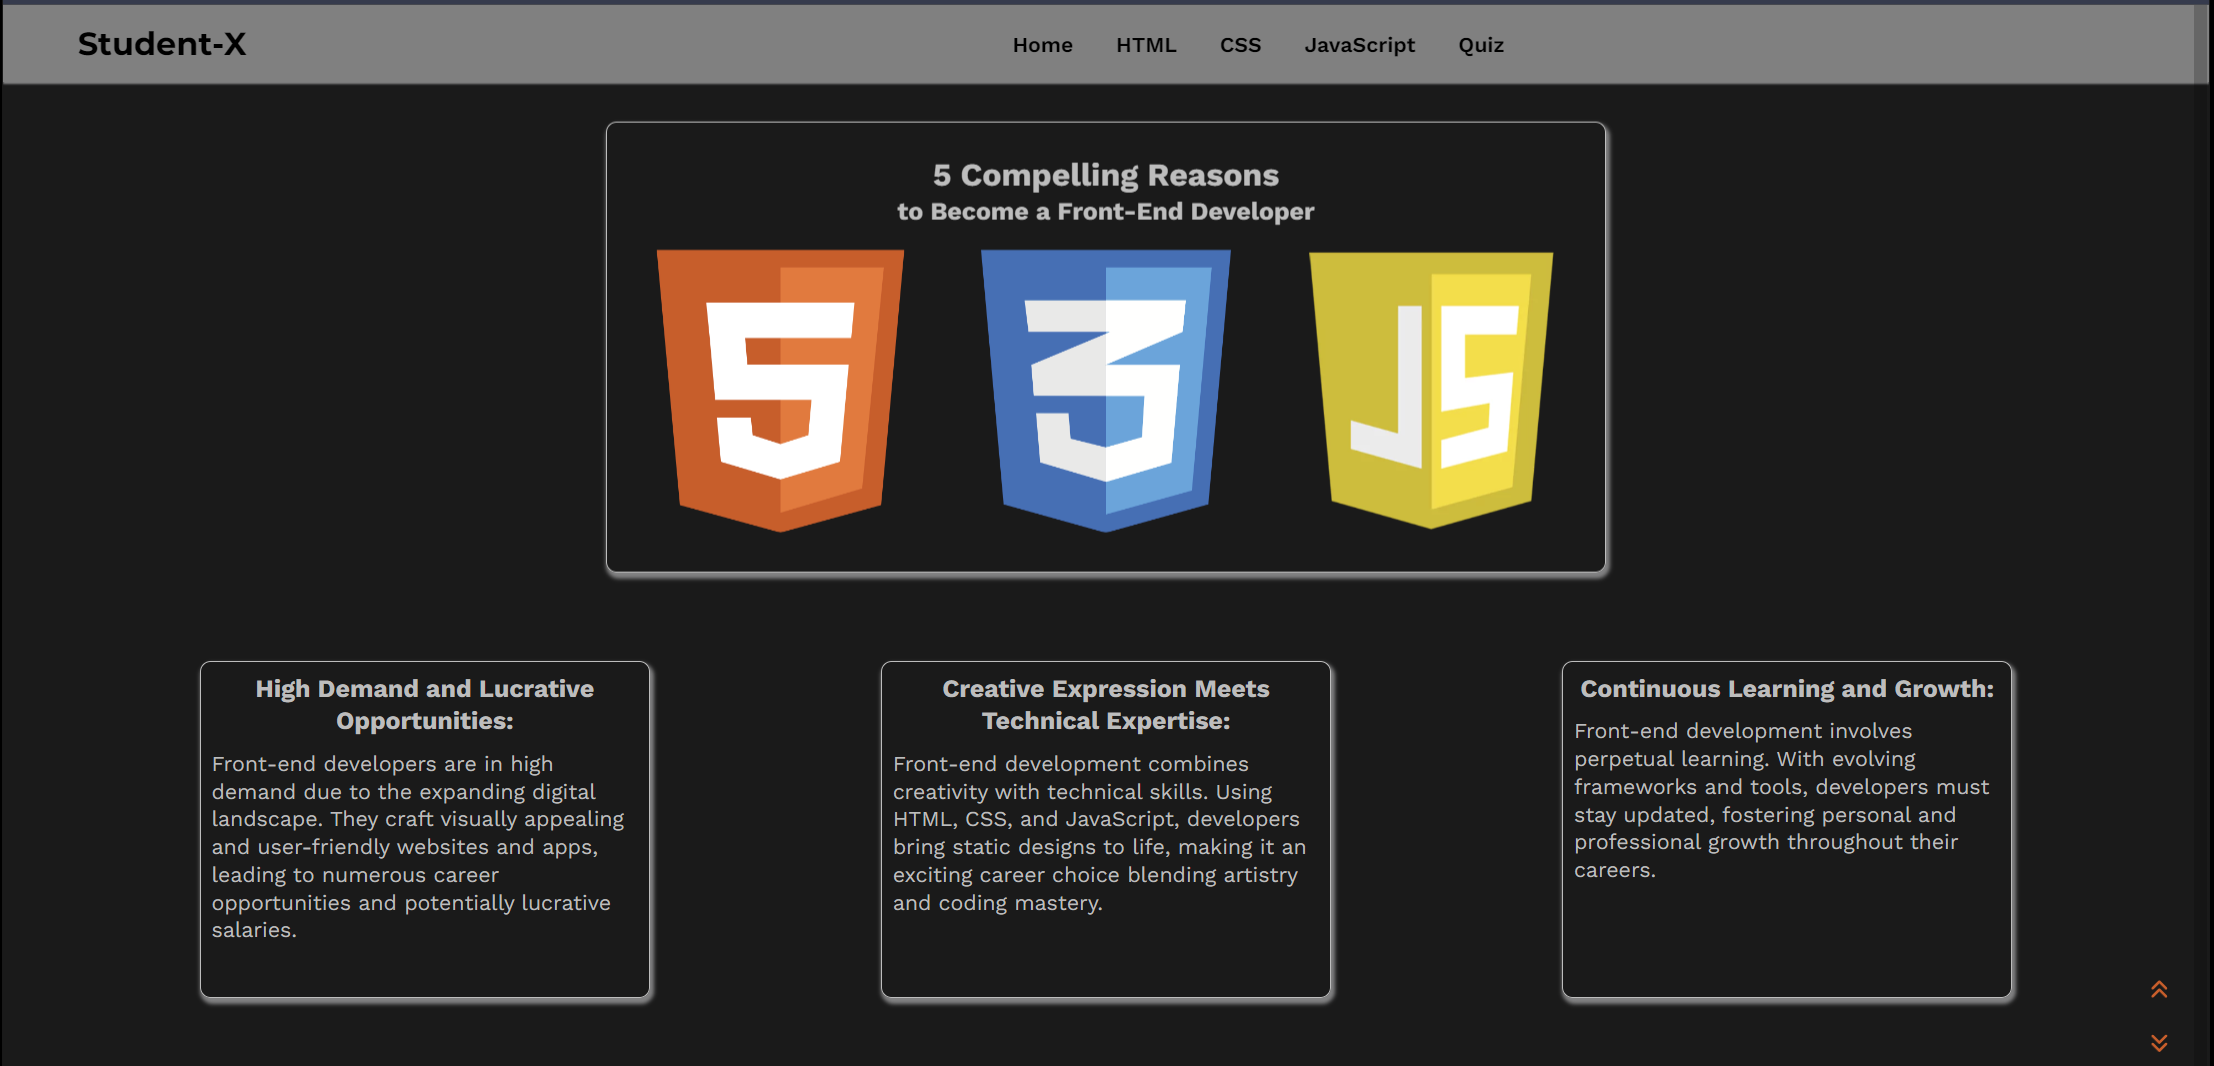 Student-X
Home HTML CSS JavaScript Quiz
5 Compelling Reasons
to Become a Front-End Developer
5
3
JS
High Demand and Lucrative
Opportunities:
Front-end developers are in high
demand due to the expanding digital
landscape. They craft visually appealing
and user-friendly websites and apps,
leading to numerous career
opportunities and potentially lucrative
salaries.
Creative Expression Meets
Technical Expertise:
Front-end development combines
creativity with technical skills. Using
HTML, CSS, and JavaScript, developers
bring static designs to life, making it an
exciting career choice blending artistry
and coding mastery.
Continuous Learning and Growth:
Front-end development involves
perpetual learning. With evolving
frameworks and tools, developers must
stay updated, fostering personal and
professional growth throughout their
careers.